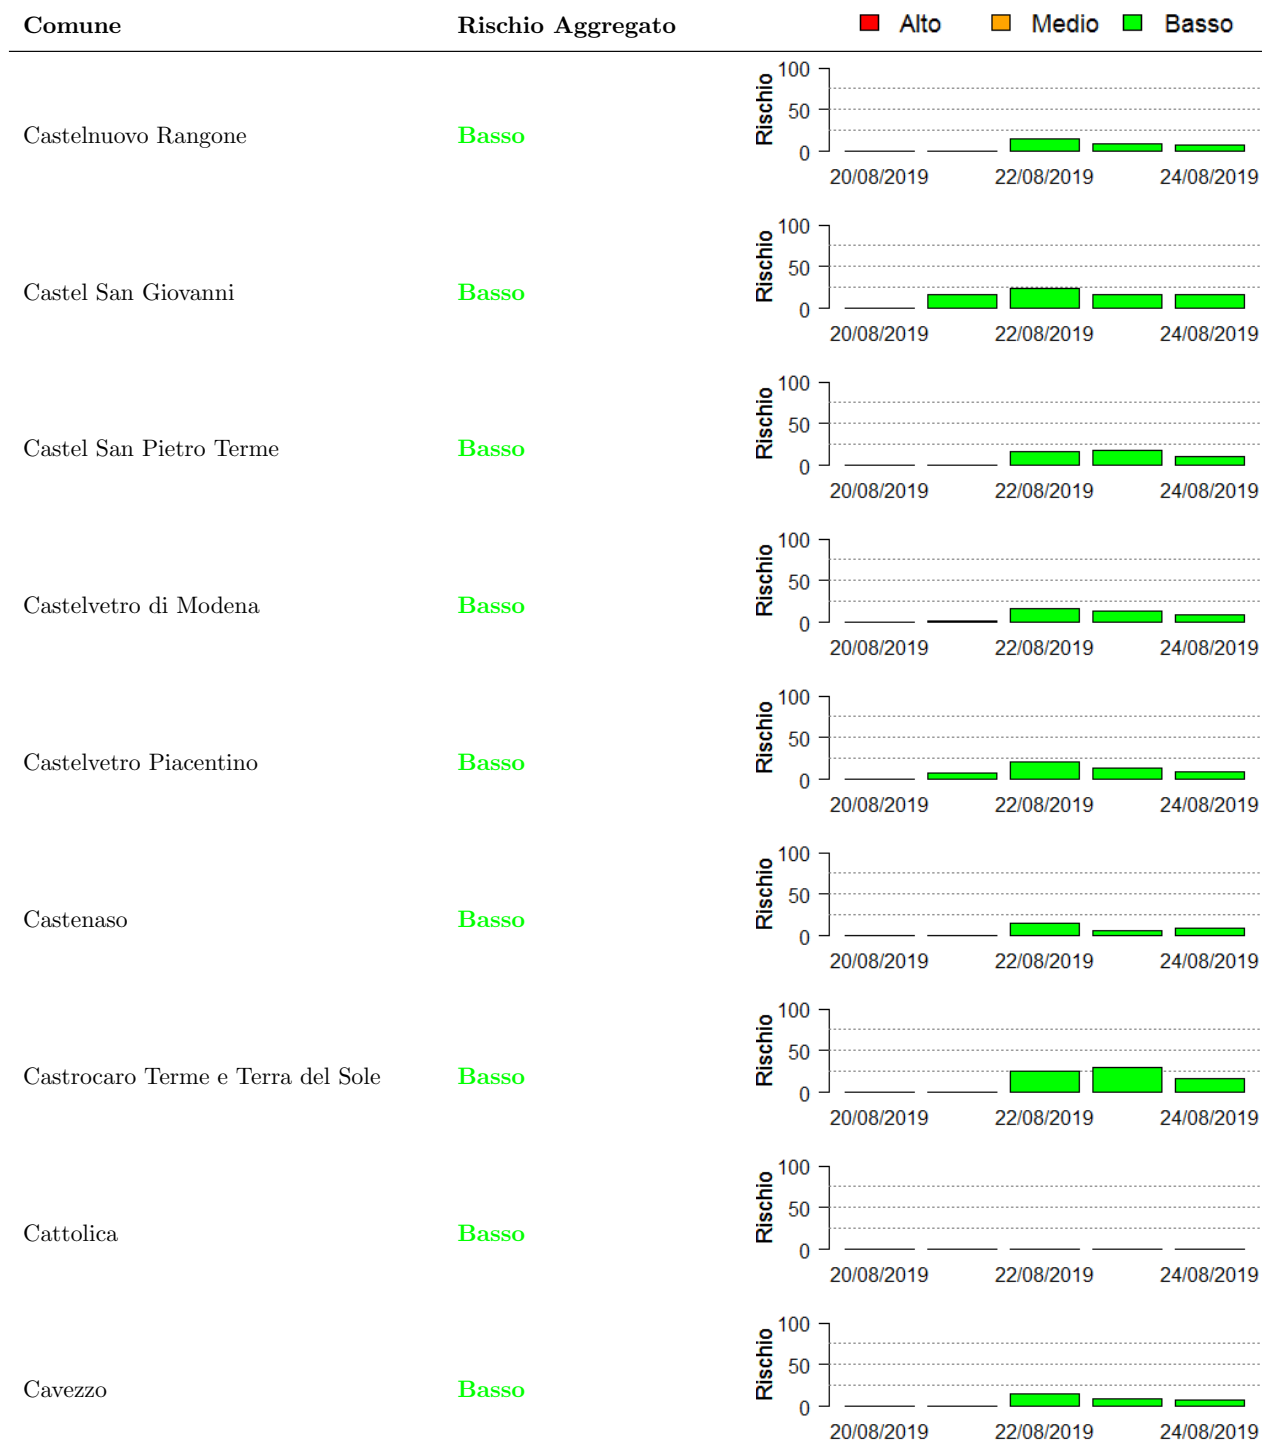 Comune Rischio Aggregato Alto Medio Basso
100
50
0
Rischio
Castelnuovo Rangone Basso
20/08/2019 22/08/2019 24/08/2019
100
50
0
Rischio
Castel San Giovanni Basso
20/08/2019 22/08/2019 24/08/2019
100
50
0
Rischio
Castel San Pietro Terme Basso
20/08/2019 22/08/2019 24/08/2019
100
50
0
Rischio
Castelvetro di Modena Basso
20/08/2019 22/08/2019 24/08/2019
100
50
0
Rischio
Castelvetro Piacentino Basso
20/08/2019 22/08/2019 24/08/2019
100
50
0
Rischio
Castenaso Basso
20/08/2019 22/08/2019 24/08/2019
100
50
0
Rischio
Castrocaro Terme e Terra del Sole Basso
20/08/2019 22/08/2019 24/08/2019
100
50
0
Rischio
Cattolica Basso
20/08/2019 22/08/2019 24/08/2019
100
50
0
Rischio
Cavezzo Basso
20/08/2019 22/08/2019 24/08/2019